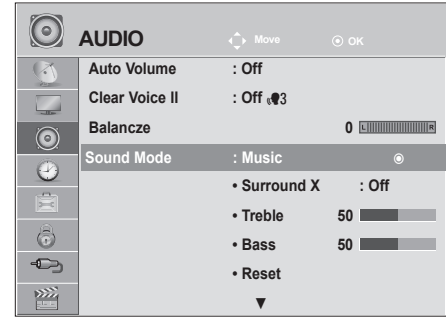 AUDIO Move OK
Auto Volume : Off
Clear Voice II : Off 3
Balancze 0 L R
Sound Mode : Music
• Surround X : Off
• Treble 50
• Bass 50
• Reset
▼